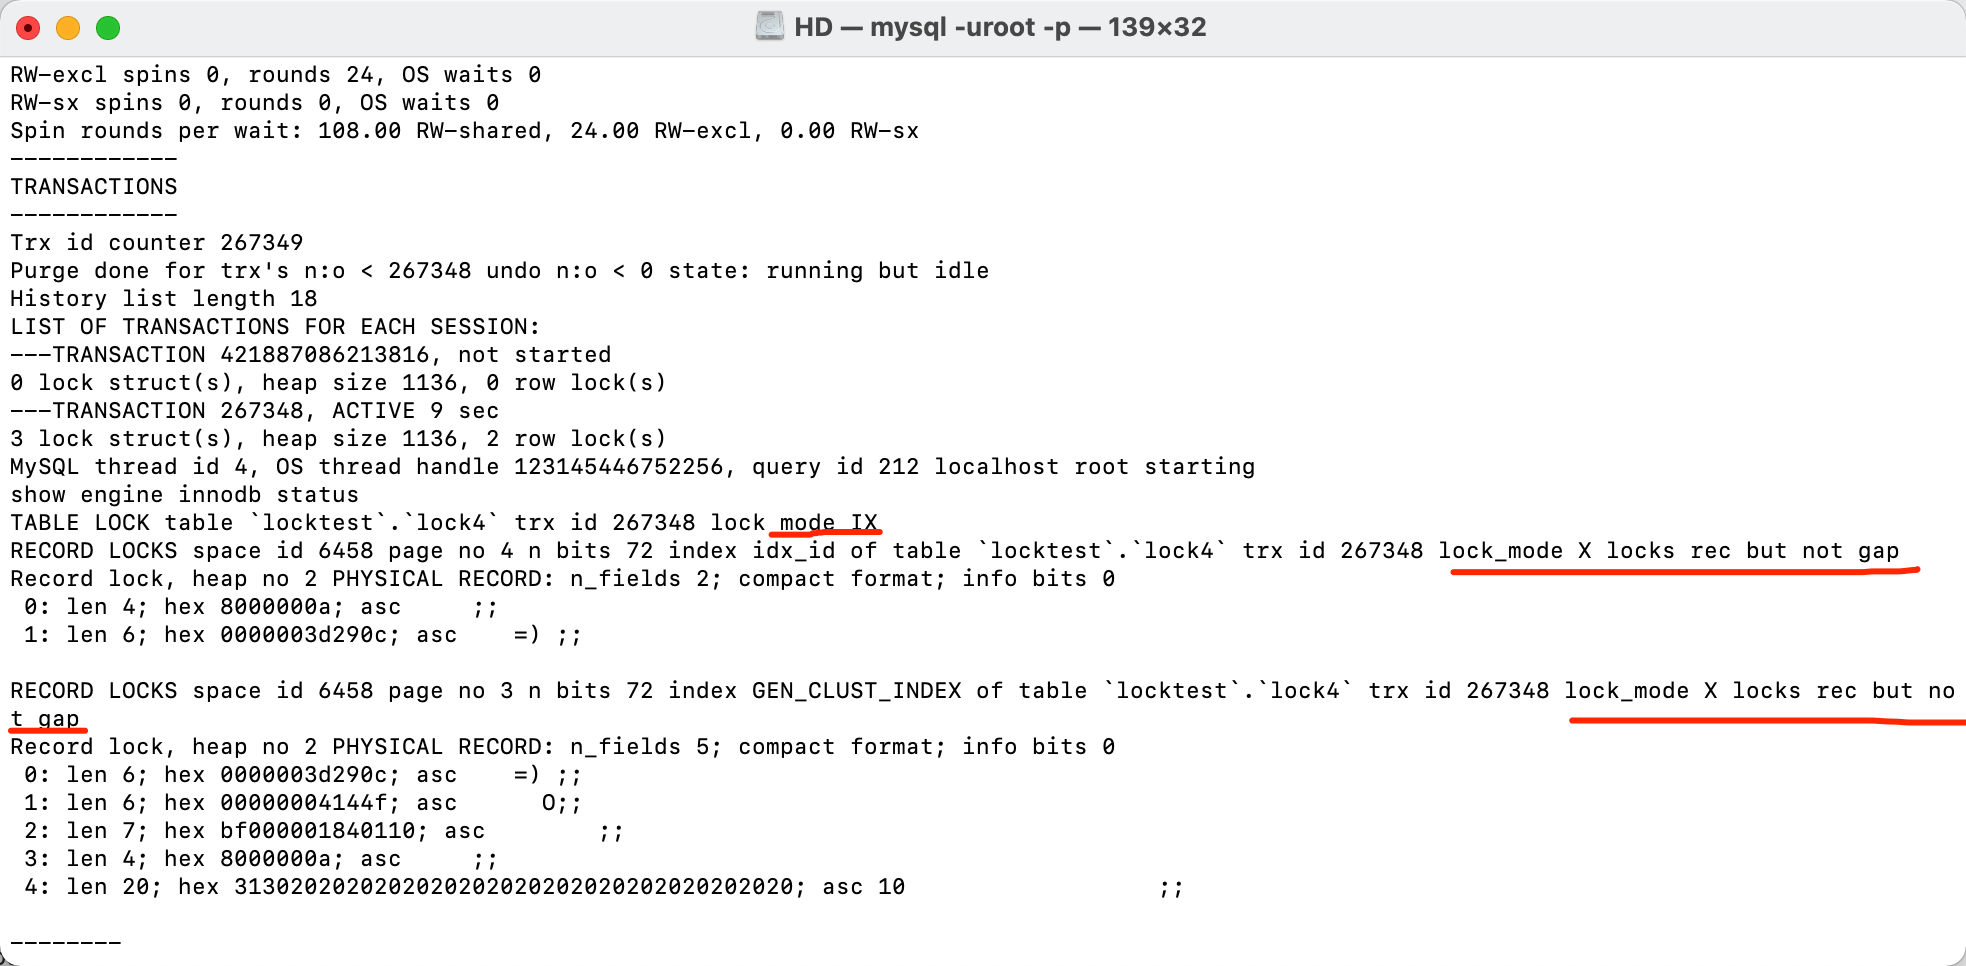 HD — mysql -uroot -p — 139×32
RW-excl spins 0, rounds 24, OS waits 0
RW-sx spins 0, rounds 0, OS waits 0
Spin rounds per wait: 108.00 RW-shared, 24.00 RW-excl, 0.00 RW-sx
------------
TRANSACTIONS
------------
Trx id counter 267349
Purge done for trx's n:o < 267348 undo n:o < 0 state: running but idle
History list length 18
LIST OF TRANSACTIONS FOR EACH SESSION:
---TRANSACTION 421887086213816, not started
0 lock struct(s), heap size 1136, 0 row lock(s)
---TRANSACTION 267348, ACTIVE 9 sec
3 lock struct(s), heap size 1136, 2 row lock(s)
MySQL thread id 4, OS thread handle 123145446752256, query id 212 localhost root starting
show engine innodb status
TABLE LOCK table `locktest`.`lock4` trx id 267348 lock mode IX
RECORD LOCKS space id 6458 page no 4 n bits 72 index idx_id of table `locktest`.`lock4` trx id 267348 lock_mode X locks rec but not gap
Record lock, heap no 2 PHYSICAL RECORD: n_fields 2; compact format; info bits 0
 0: len 4; hex 8000000a; asc     ;;
 1: len 6; hex 0000003d290c; asc    =) ;;

RECORD LOCKS space id 6458 page no 3 n bits 72 index GEN_CLUST_INDEX of table `locktest`.`lock4` trx id 267348 lock_mode X locks rec but no
t gap
Record lock, heap no 2 PHYSICAL RECORD: n_fields 5; compact format; info bits 0
 0: len 6; hex 0000003d290c; asc    =) ;;
 1: len 6; hex 00000004144f; asc      O;;
 2: len 7; hex bf000001840110; asc        ;;
 3: len 4; hex 8000000a; asc     ;;
 4: len 20; hex 3130202020202020202020202020202020202020; asc 10                  ;;

--------